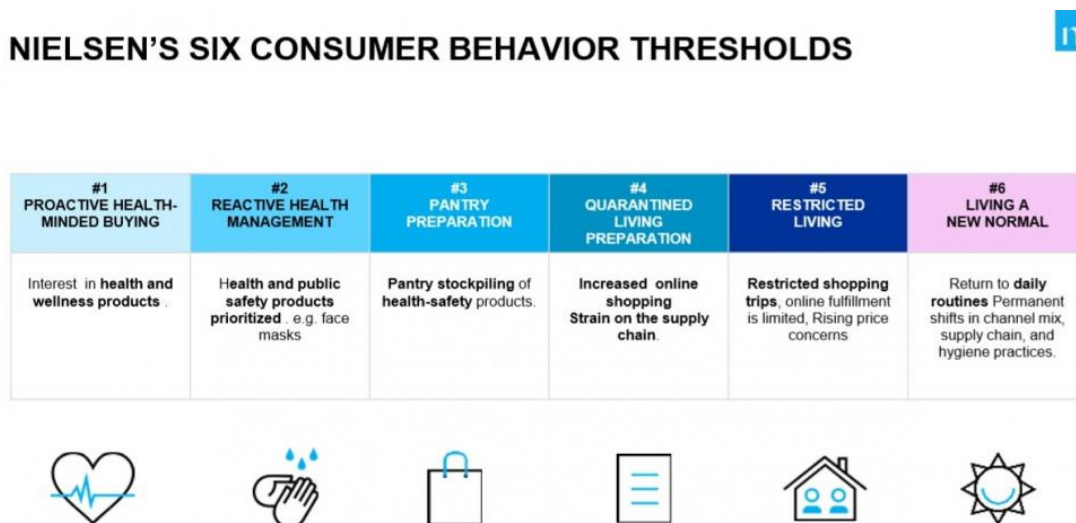 NIELSEN'S SIX CONSUMER BEHAVIOR THRESHOLDS
n
#1
PROACTIVE HEALTH-
MINDED BUYING
Interest in health and
wellness products .
#2
REACTIVE HEALTH
MANAGEMENT
Health and public
safety products
prioritized . e.g. face
masks
#3
PANTRY
PREPARATION
Pantry stockpiling of
health-safety products.
#4
QUARANTINED
LIVING
PREPARATION
Increased online
shopping
Strain on the supply
chain.
#5
RESTRICTED
LIVING
Restricted shopping
trips, online fulfillment
is limited, Rising price
concerns
#6
LIVING A
NEW NORMAL
Return to daily
routines Permanent
shifts in channel mix,
supply chain, and
hygiene practices.